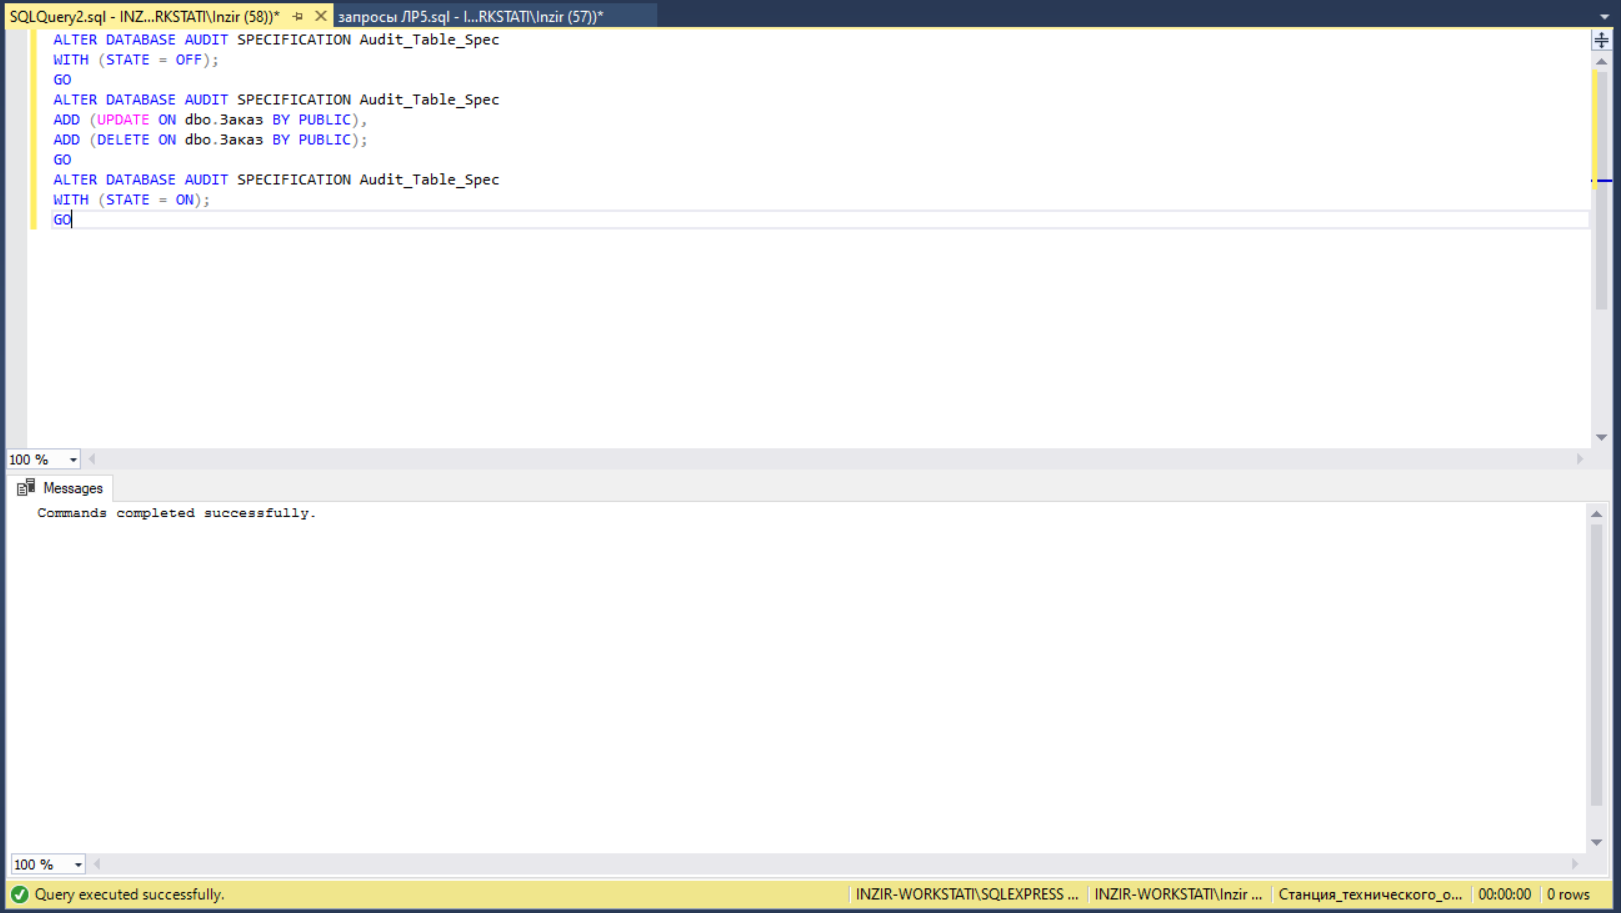 SQLQuery2.sql - INZ...RKSTATI\Inzir (58))*
запросы ЛР5.sql - I...RKSTATI\Inzir (57))*
ALTER DATABASE AUDIT SPECIFICATION Audit_Table_Spec
WITH (STATE = OFF);
GO
ALTER DATABASE AUDIT SPECIFICATION Audit_Table_Spec
ADD (UPDATE ON dbo.Заказ BY PUBLIC),
ADD (DELETE ON dbo.Заказ BY PUBLIC);
GO
ALTER DATABASE AUDIT SPECIFICATION Audit_Table_Spec
WITH (STATE = ON);
GO
100 %
Messages
Commands completed successfully.
100 %
Query executed successfully.
INZIR-WORKSTATI\SQLEXPRESS ...
INZIR-WORKSTATI\Inzir ...
Станция_технического_о...
00:00:00
0 rows